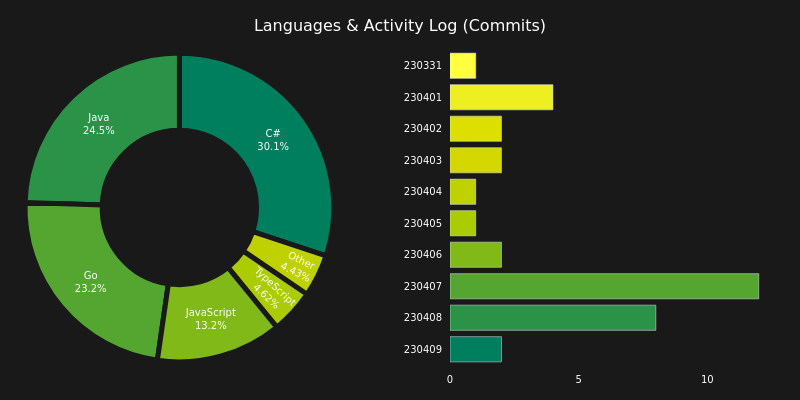 Languages & Activity Log (Commits)
C#
30.1%
Java
24.5%
Go
23.2%
JavaScript
13.2%
TypeScript
4.62%
Other
4.43%
230331
230401
230402
230403
230404
230405
230406
230407
230408
230409
0 5 10